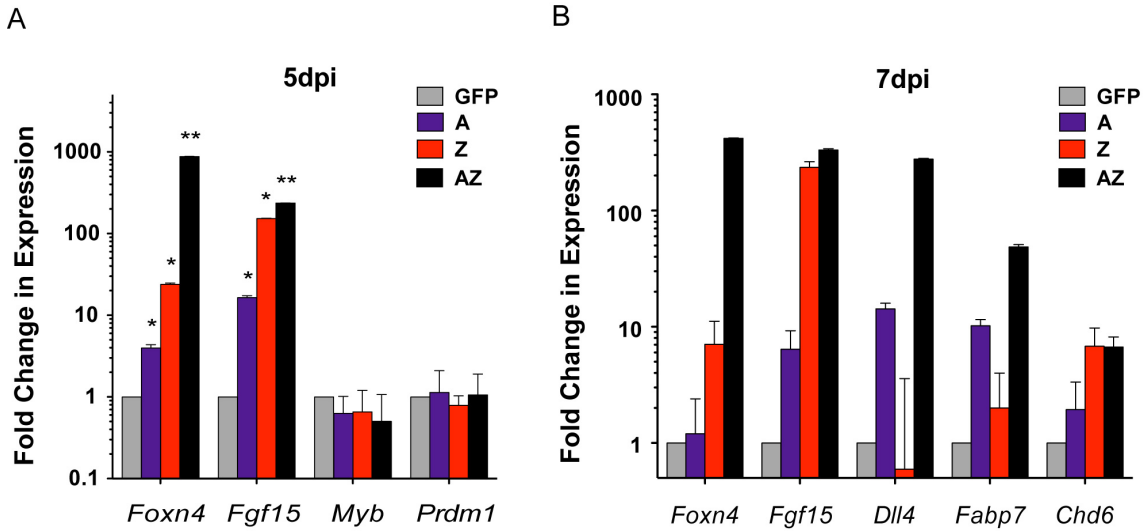 A
5dpi
GFP
A
Z
AZ
Fold Change in Expression
1000
100
10
1
0.1
*
*
**
*
*
**
Foxn4
Fgf15
Myb
Prdm1
B
7dpi
GFP
A
Z
AZ
Fold Change in Expression
1000
100
10
1
Foxn4
Fgf15
Dll4
Fabp7
Chd6